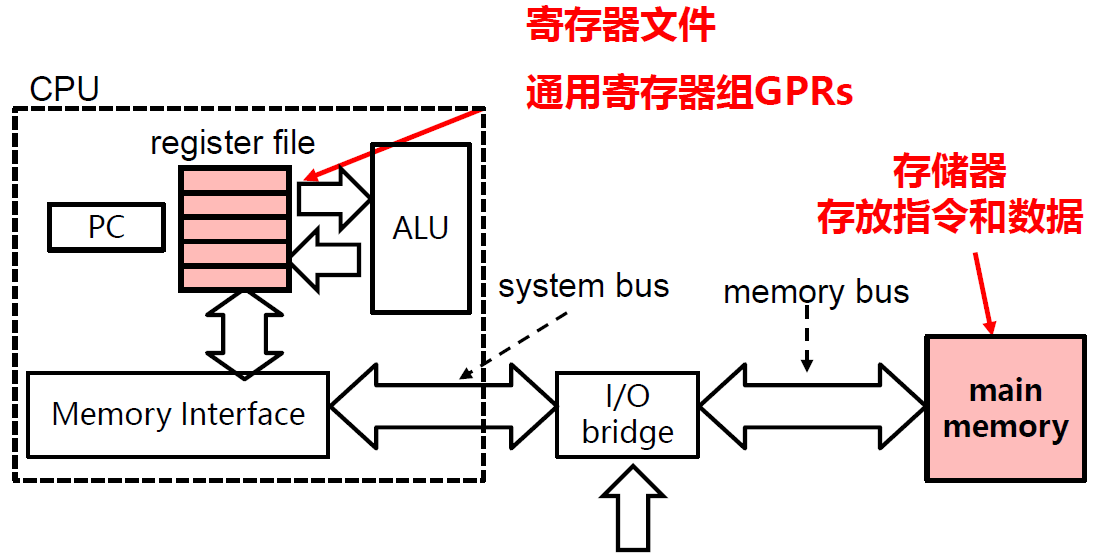 寄存器文件
通用寄存器组GPRs
CPU
register file
存储器
存放指令和数据
PC
ALU
system bus
memory bus
Memory Interface
I/O
bridge
main
memory